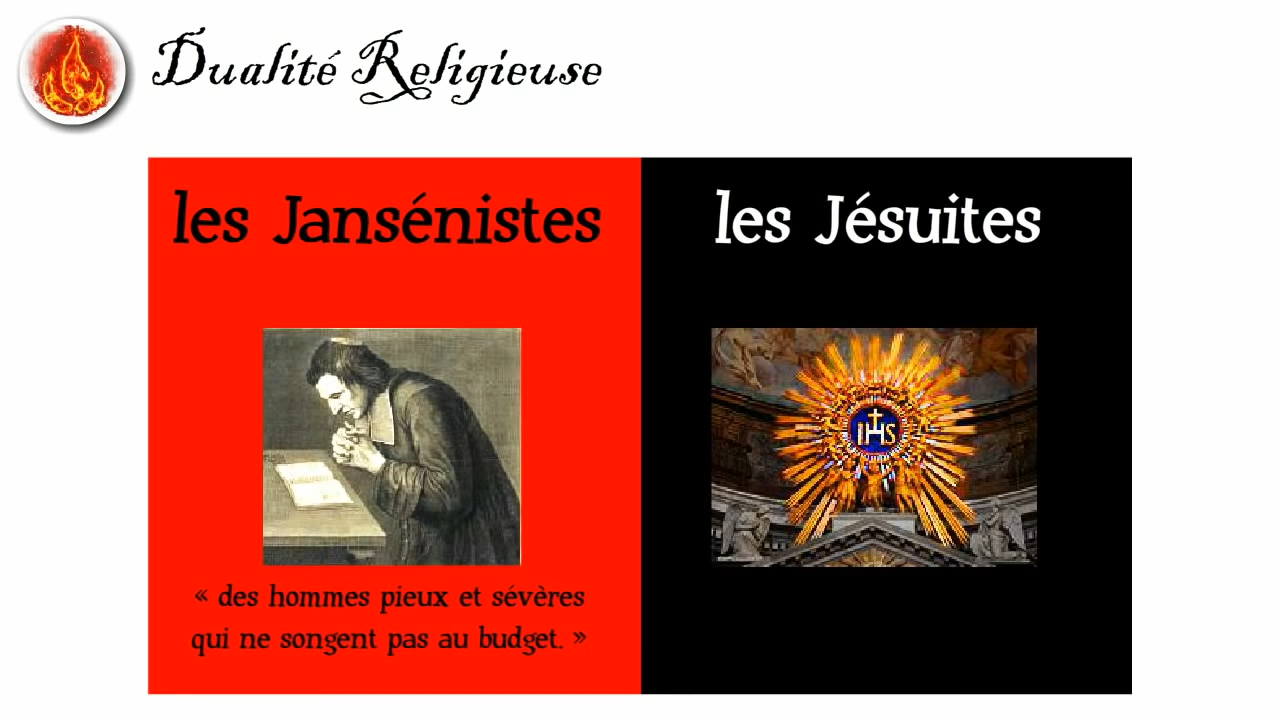 Dualité Religieuse
les Jansénistes
les Jésuites
IHS
« des hommes pieux et sévères
qui ne songent pas au budget. »